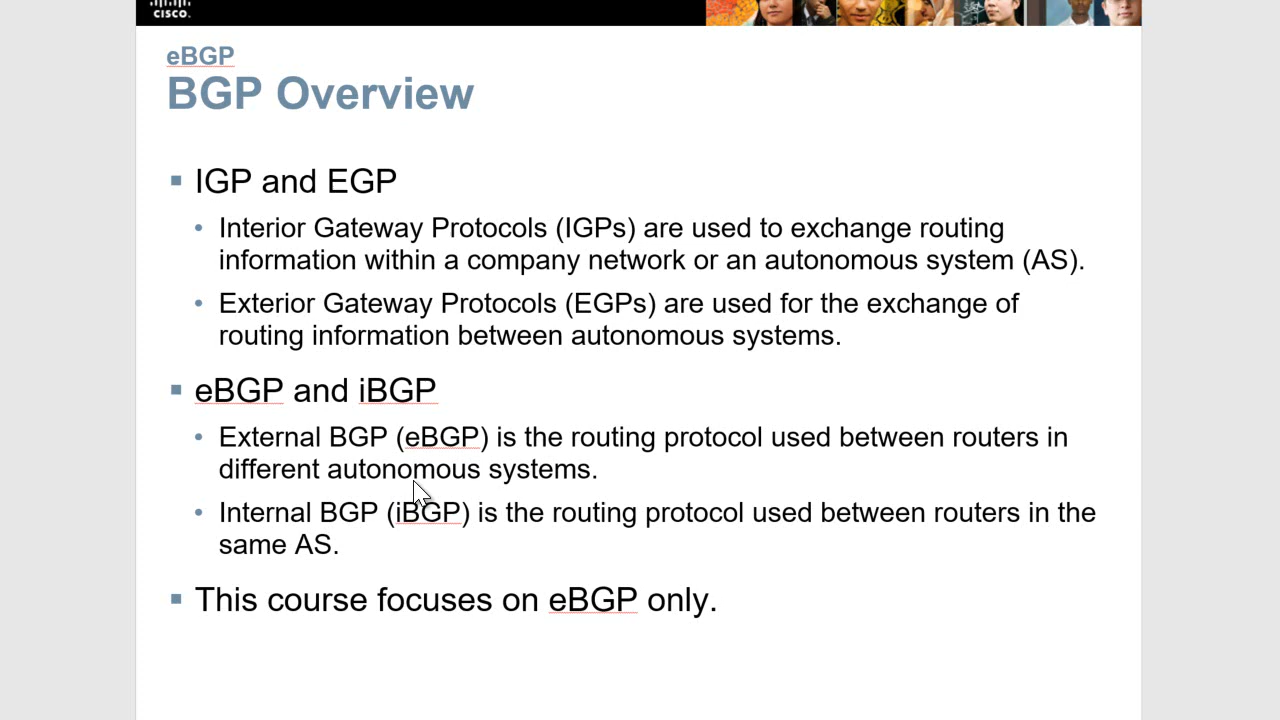 CISCO.
eBGP
BGP Overview
IGP and EGP
Interior Gateway Protocols (IGPs) are used to exchange routing
information within a company network or an autonomous system (AS).
Exterior Gateway Protocols (EGPs) are used for the exchange of
routing information between autonomous systems.
eBGP and iBGP
External BGP (eBGP) is the routing protocol used between routers in
different autonomous systems.
Internal BGP (iBGP) is the routing protocol used between routers in the
same AS.
This course focuses on eBGP only.